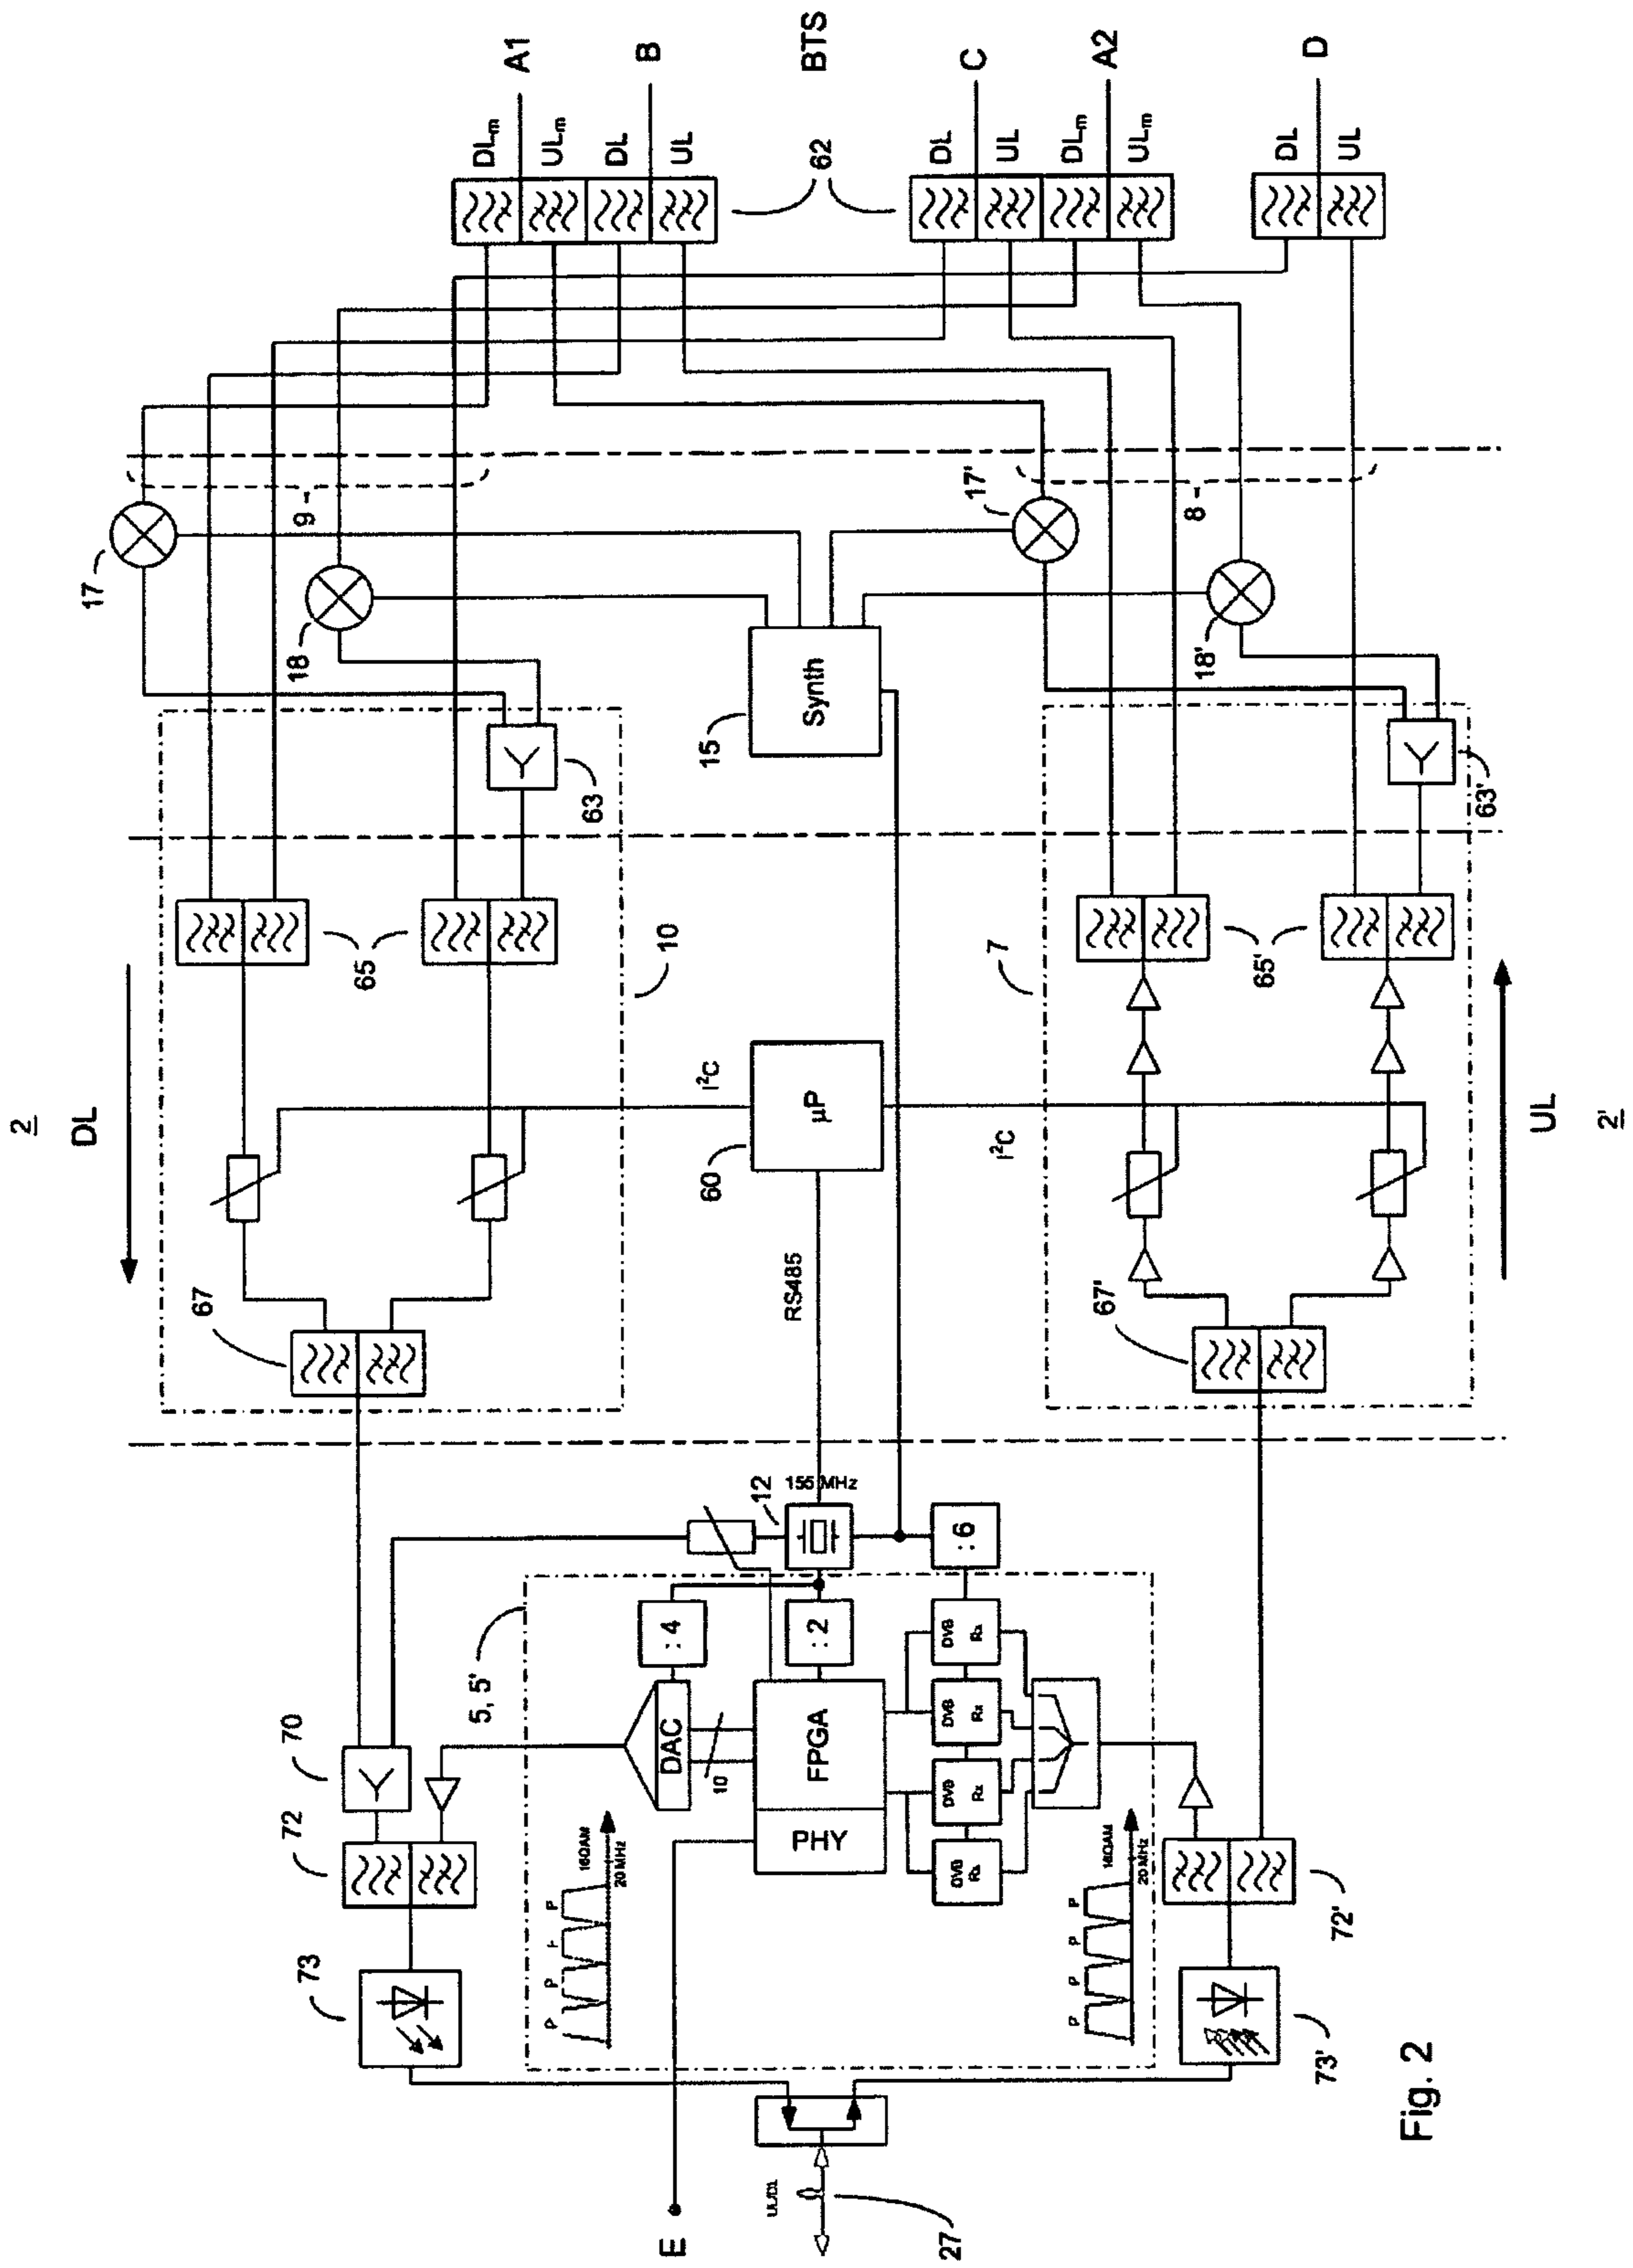 A1
B
BTS
C
A2
D
DLm
ULm
DL
UL
62
DL
UL
DLm
ULm
DL
UL
17
9
18
17'
8
18'
15
Synth
63
63'
65
10
7
65'
2
DL
I²C
60
µP
I²C
UL
2'
67
RS485
67'
12
155 MHz
: 6
5, 5'
: 4
: 2
DVB Rx
DVB Rx
DVB Rx
DVB Rx
70
72
DAC
10
FPGA
PHY
16QAM
20 MHz
P
P
P
16QAM
20 MHz
P
P
P
P
72'
73
73'
E
UL/DL
27
Fig. 2